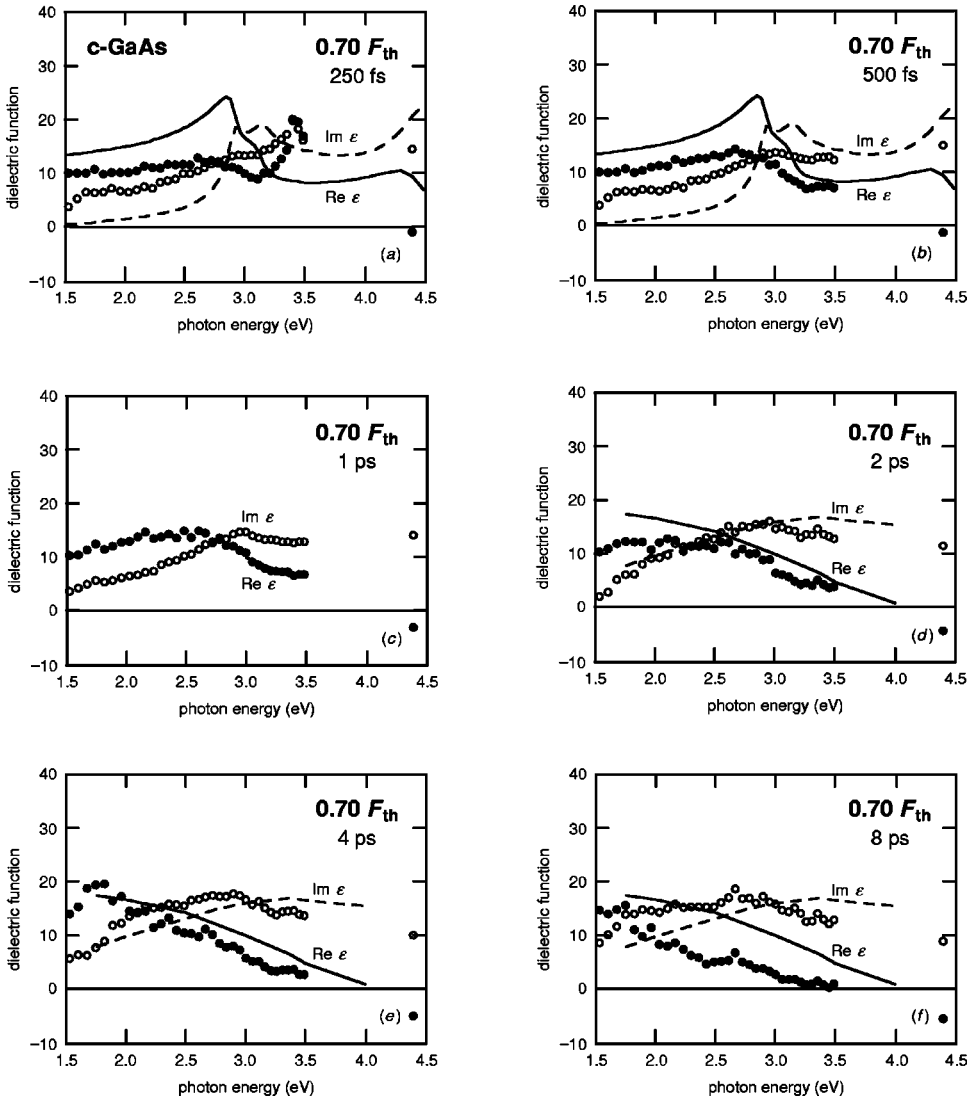 c-GaAs
0.70 Fth
250 fs
dielectric function
40
30
20
10
0
−10
Im ε
Re ε
(a)
1.5 2.0 2.5 3.0 3.5 4.0 4.5
photon energy (eV)
0.70 Fth
500 fs
dielectric function
40
30
20
10
0
−10
Im ε
Re ε
(b)
1.5 2.0 2.5 3.0 3.5 4.0 4.5
photon energy (eV)
0.70 Fth
1 ps
dielectric function
40
30
20
10
0
−10
Im ε
Re ε
(c)
1.5 2.0 2.5 3.0 3.5 4.0 4.5
photon energy (eV)
0.70 Fth
2 ps
dielectric function
40
30
20
10
0
−10
Im ε
Re ε
(d)
1.5 2.0 2.5 3.0 3.5 4.0 4.5
photon energy (eV)
0.70 Fth
4 ps
dielectric function
40
30
20
10
0
−10
Im ε
Re ε
(e)
1.5 2.0 2.5 3.0 3.5 4.0 4.5
photon energy (eV)
0.70 Fth
8 ps
dielectric function
40
30
20
10
0
−10
Im ε
Re ε
(f)
1.5 2.0 2.5 3.0 3.5 4.0 4.5
photon energy (eV)